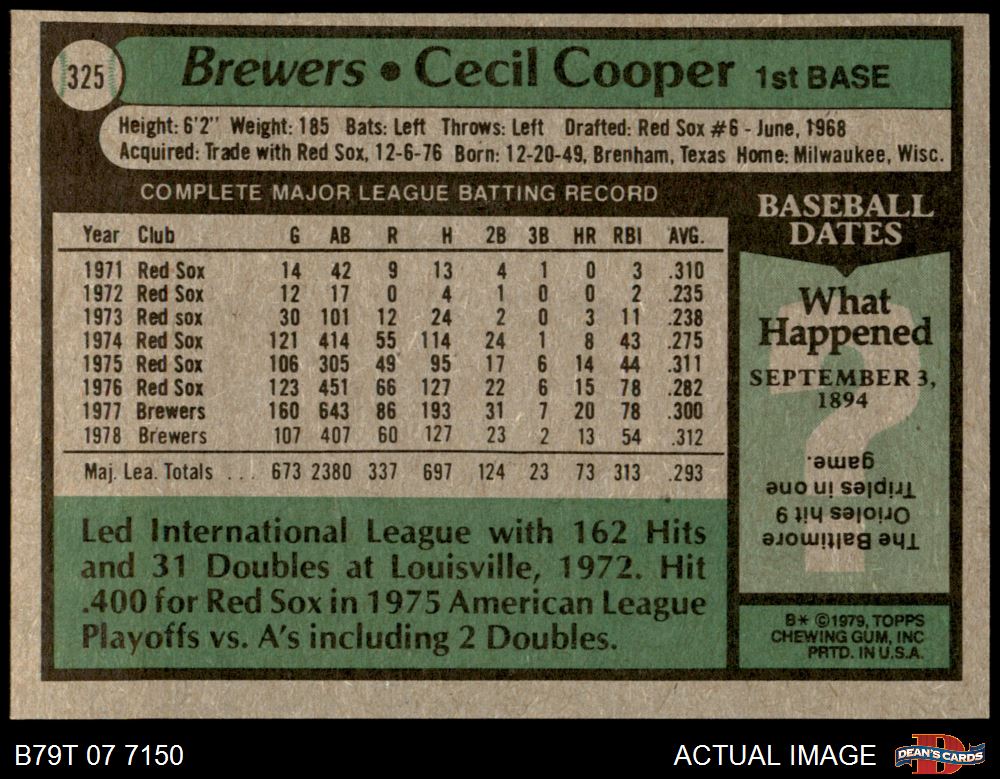 325
Brewers • Cecil Cooper 1st BASE
Height: 6'2" Weight: 185 Bats: Left Throws: Left Drafted: Red Sox #6 - June, 1968
Acquired: Trade with Red Sox, 12-6-76 Born: 12-20-49, Brenham, Texas Home: Milwaukee, Wisc.
COMPLETE MAJOR LEAGUE BATTING RECORD
Year Club G AB R H 2B 3B HR RBI AVG.
1971 Red Sox 14 42 9 13 4 1 0 3 .310
1972 Red Sox 12 17 0 4 1 0 0 2 .235
1973 Red sox 30 101 12 24 2 0 3 11 .238
1974 Red Sox 121 414 55 114 24 1 8 43 .275
1975 Red Sox 106 305 49 95 17 6 14 44 .311
1976 Red Sox 123 451 66 127 22 6 15 78 .282
1977 Brewers 160 643 86 193 31 7 20 78 .300
1978 Brewers 107 407 60 127 23 2 13 54 .312
Maj. Lea. Totals . . . 673 2380 337 697 124 23 73 313 .293
Led International League with 162 Hits
and 31 Doubles at Louisville, 1972. Hit
.400 for Red Sox in 1975 American League
Playoffs vs. A's including 2 Doubles.
BASEBALL
DATES
What
Happened
SEPTEMBER 3,
1894
?
The Baltimore
Orioles hit 9
Triples in one
game.
B* ©1979, TOPPS
CHEWING GUM, INC
PRTD. IN U.S.A.
B79T 07 7150
ACTUAL IMAGE
D
DEAN'S CARDS